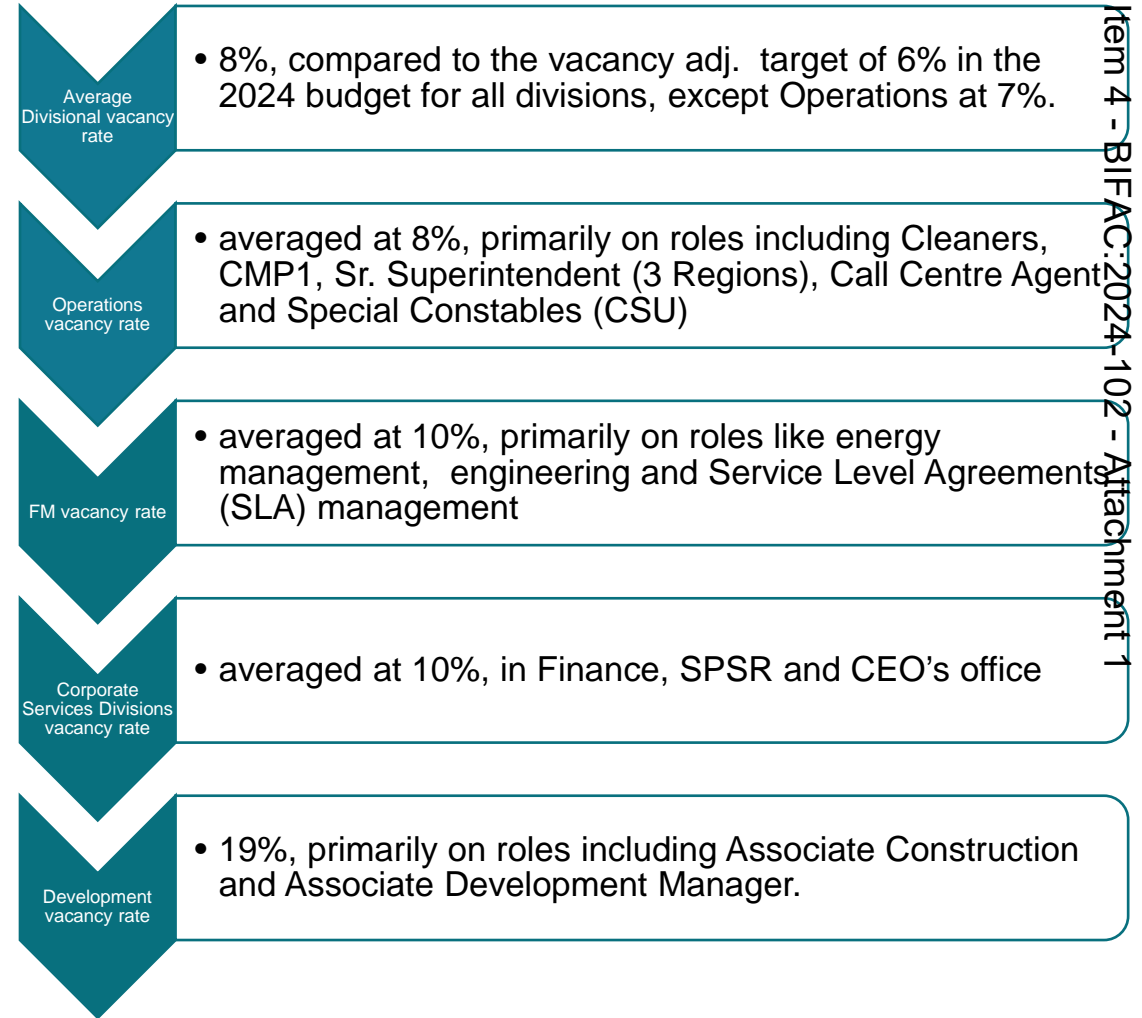 Average
Divisional vacancy
rate
• 8%, compared to the vacancy adj.  target of 6% in the
2024 budget for all divisions, except Operations at 7%.
Operations
vacancy rate
• averaged at 8%, primarily on roles including Cleaners,
CMP1, Sr. Superintendent (3 Regions), Call Centre Agent
and Special Constables (CSU)
FM vacancy rate
• averaged at 10%, primarily on roles like energy
management,  engineering and Service Level Agreements
(SLA) management
Corporate
Services Divisions
vacancy rate
• averaged at 10%, in Finance, SPSR and CEO’s office
Development
vacancy rate
• 19%, primarily on roles including Associate Construction
and Associate Development Manager.
Item 4 - BIFAC:2024-102 - Attachment 1